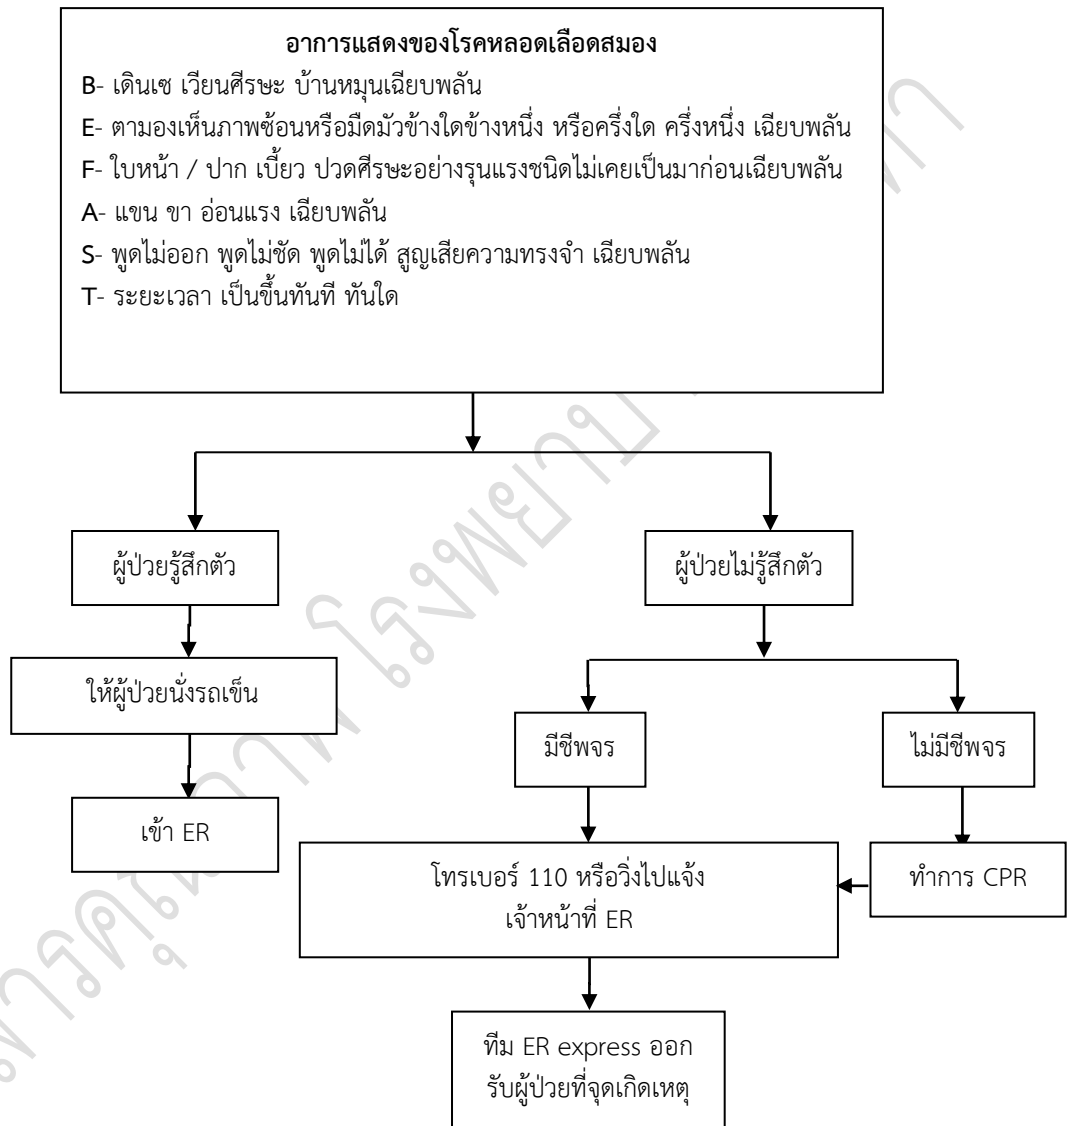 อาการแสดงของโรคหลอดเลือดสมอง
B- เดินเซ เวียนศีรษะ บ้านหมุนเฉียบพลัน
E- ตามองเห็นภาพซ้อนหรือมืดมัวข้างใดข้างหนึ่ง หรือครึ่งใด ครึ่งหนึ่ง เฉียบพลัน
F- ใบหน้า / ปาก เบี้ยว ปวดศีรษะอย่างรุนแรงชนิดไม่เคยเป็นมาก่อนเฉียบพลัน
A- แขน ขา อ่อนแรง เฉียบพลัน
S- พูดไม่ออก พูดไม่ชัด พูดไม่ได้ สูญเสียความทรงจำ เฉียบพลัน
T- ระยะเวลา เป็นขึ้นทันที ทันใด
ผู้ป่วยรู้สึกตัว
ผู้ป่วยไม่รู้สึกตัว
ให้ผู้ป่วยนั่งรถเข็น
มีชีพจร
ไม่มีชีพจร
เข้า ER
โทรเบอร์ 110 หรือวิ่งไปแจ้ง
เจ้าหน้าที่ ER
ทำการ CPR
ทีม ER express ออก
รับผู้ป่วยที่จุดเกิดเหตุ